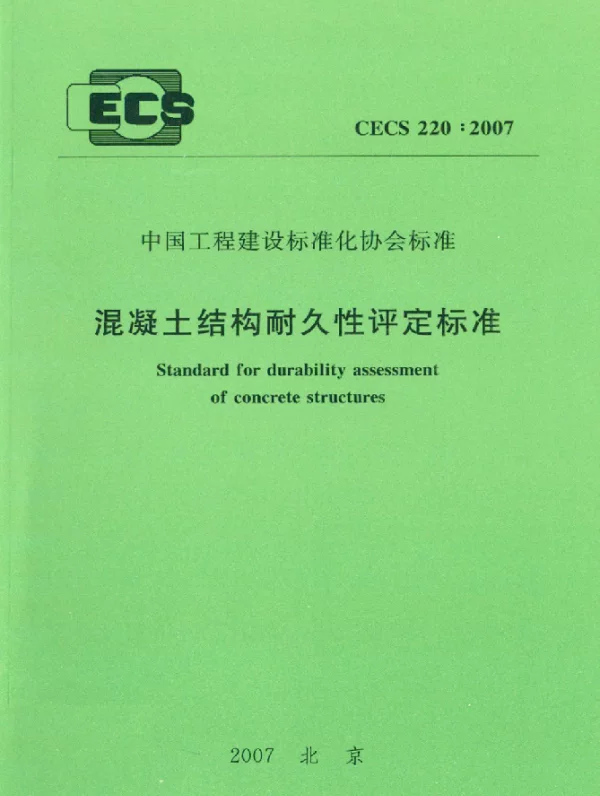 CECS
CECS 220：2007
中国工程建设标准化协会标准
混凝土结构耐久性评定标准
Standard for durability assessment
of concrete structures
2007 北 京